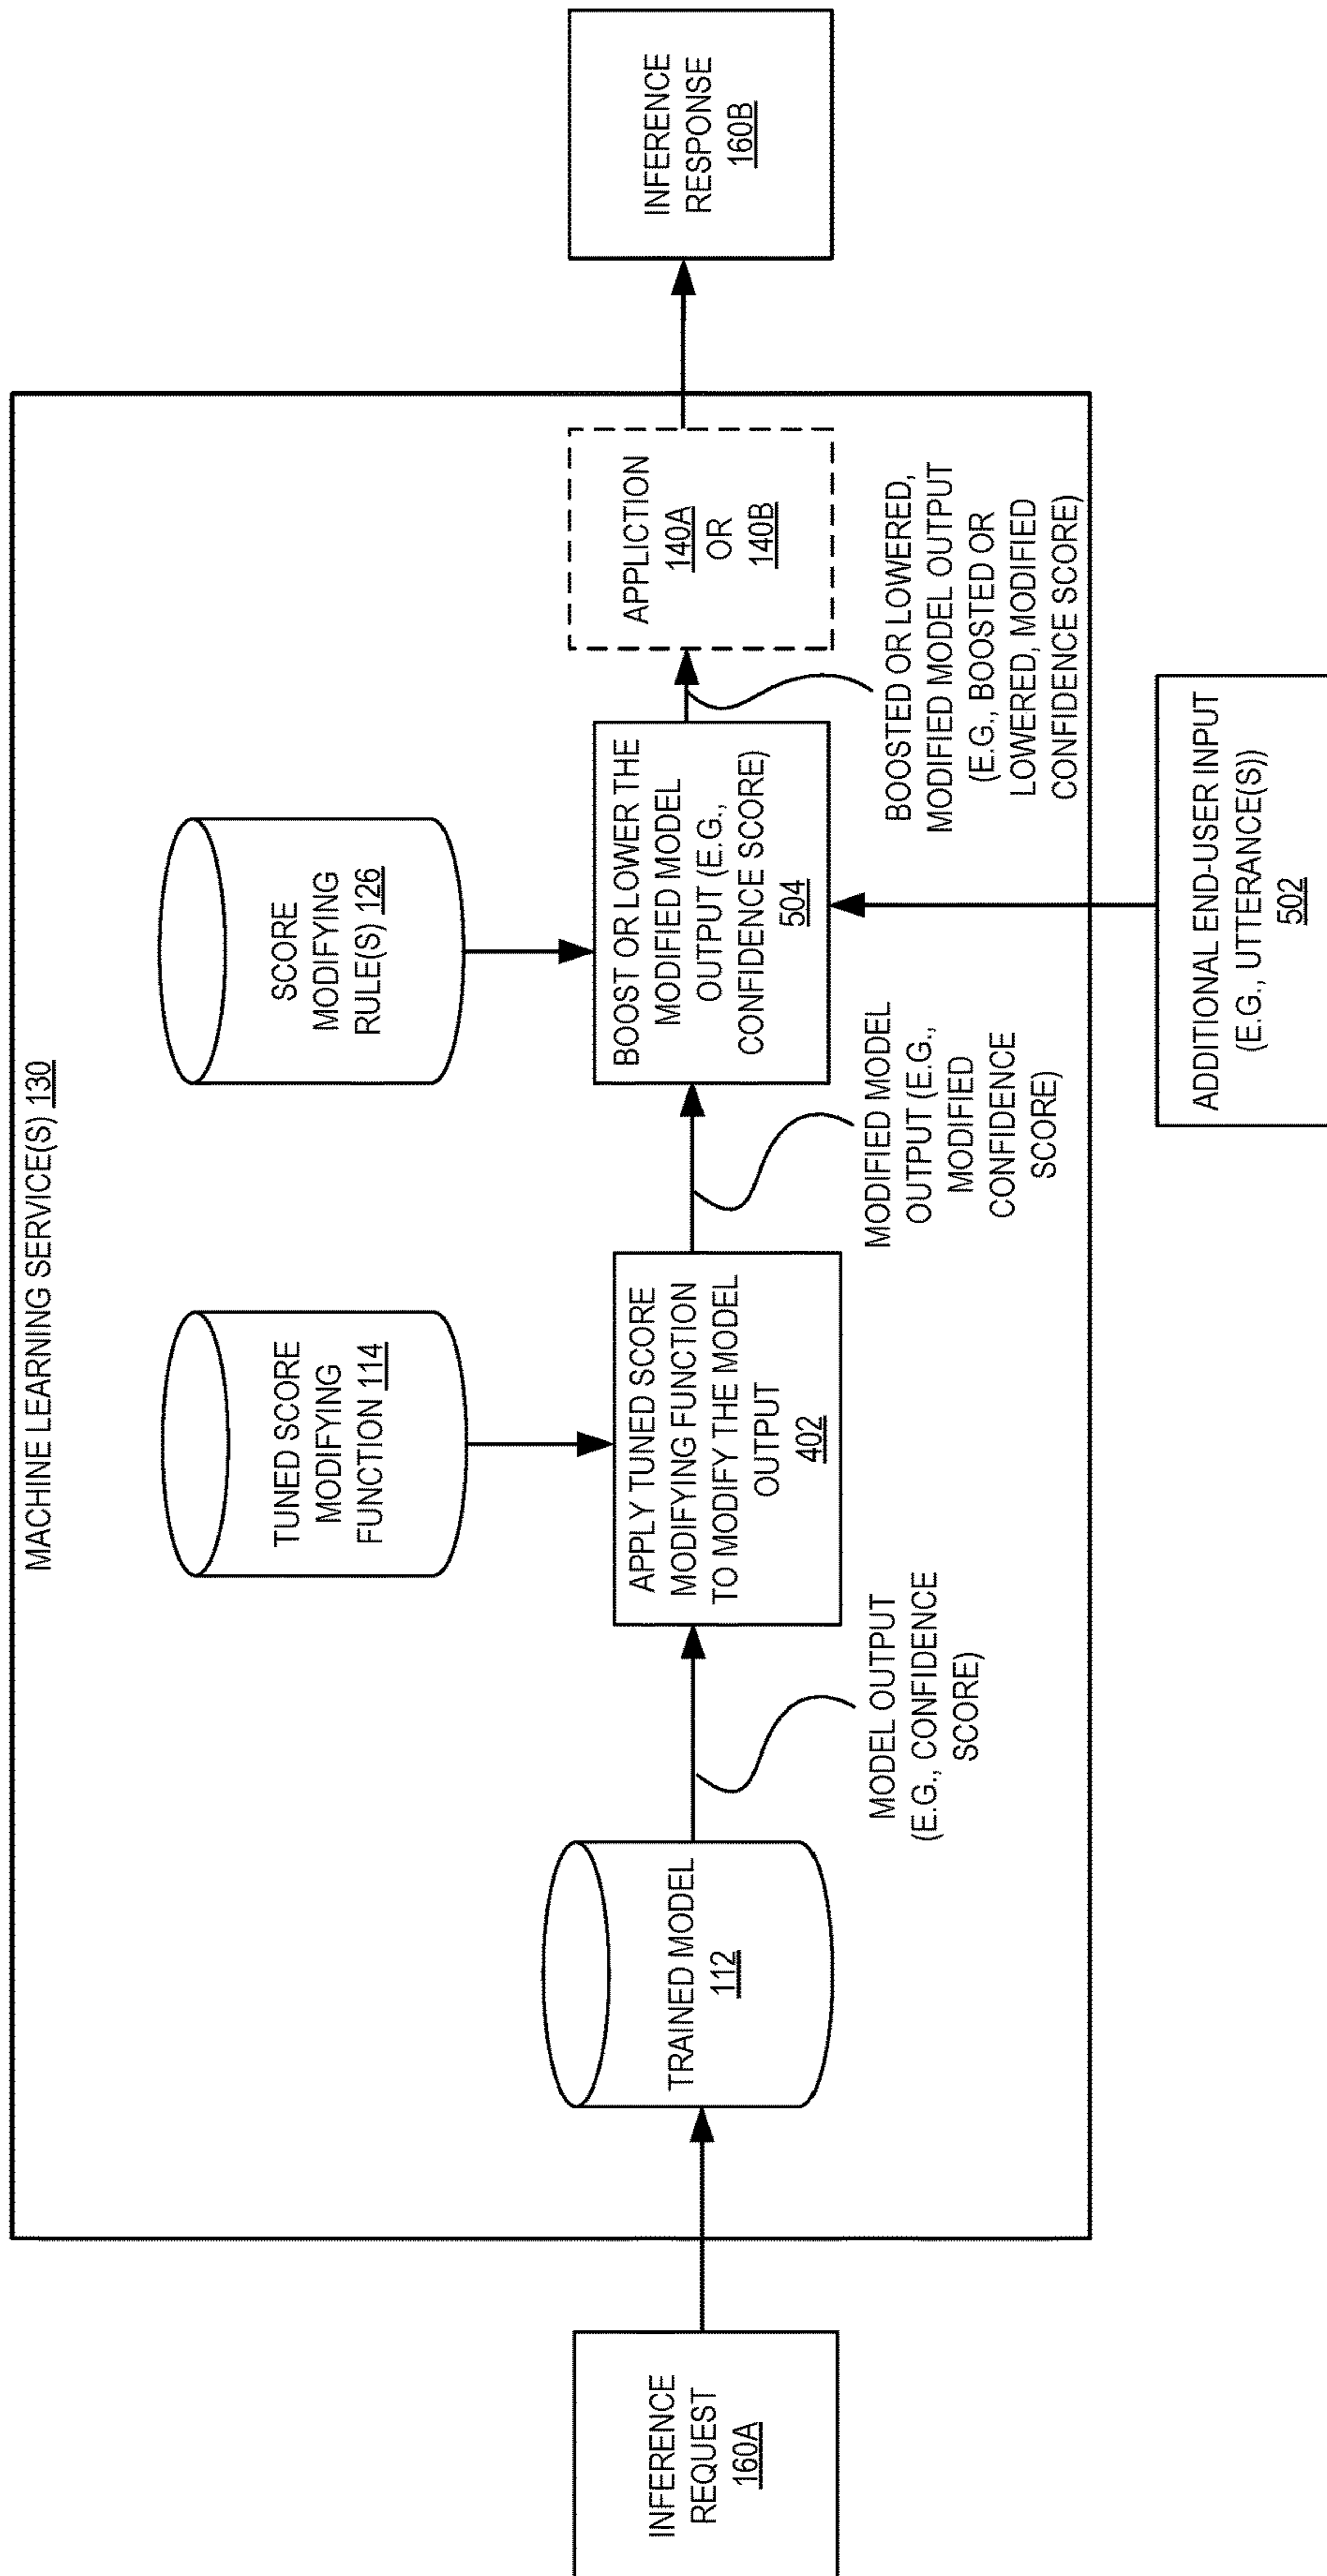 MACHINE LEARNING SERVICE(S) 130
INFERENCE
REQUEST
160A
TRAINED MODEL
112
MODEL OUTPUT
(E.G., CONFIDENCE
SCORE)
TUNED SCORE
MODIFYING
FUNCTION 114
APPLY TUNED SCORE
MODIFYING FUNCTION
TO MODIFY THE MODEL
OUTPUT
402
MODIFIED MODEL
OUTPUT (E.G.,
MODIFIED
CONFIDENCE
SCORE)
SCORE
MODIFYING
RULE(S) 126
BOOST OR LOWER THE
MODIFIED MODEL
OUTPUT (E.G.,
CONFIDENCE SCORE)
504
ADDITIONAL END-USER INPUT
(E.G., UTTERANCE(S))
502
BOOSTED OR LOWERED,
MODIFIED MODEL OUTPUT
(E.G., BOOSTED OR
LOWERED, MODIFIED
CONFIDENCE SCORE)
APPLICTION
140A
OR
140B
INFERENCE
RESPONSE
160B